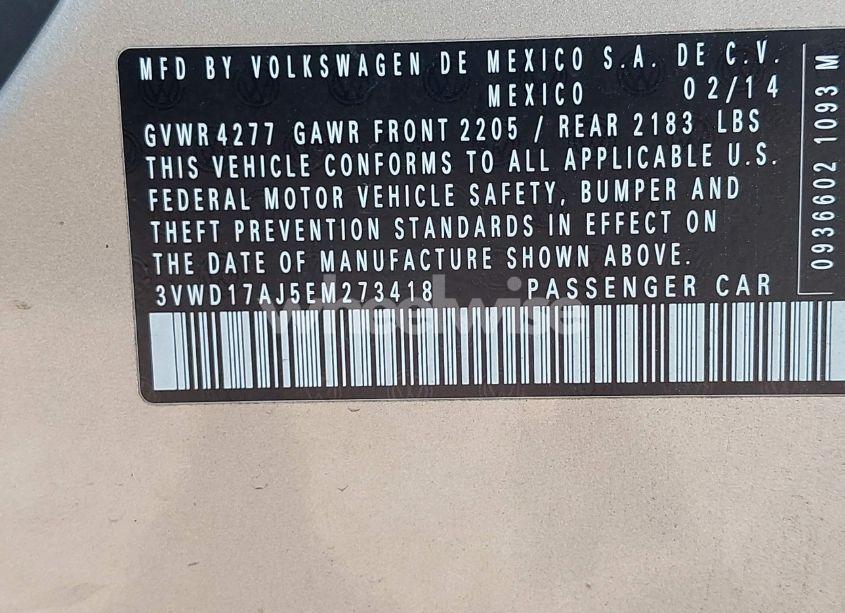 MFD BY VOLKSWAGEN DE MEXICO S.A. DE C.V.
MEXICO 02/14
GVWR 4277 GAWR FRONT 2205 / REAR 2183 LBS
THIS VEHICLE CONFORMS TO ALL APPLICABLE U.S.
FEDERAL MOTOR VEHICLE SAFETY, BUMPER AND
THEFT PREVENTION STANDARDS IN EFFECT ON
THE DATE OF MANUFACTURE SHOWN ABOVE.
3VWD17AJ5EM273418 PASSENGER CAR
0936602 1093 M
wheelwise